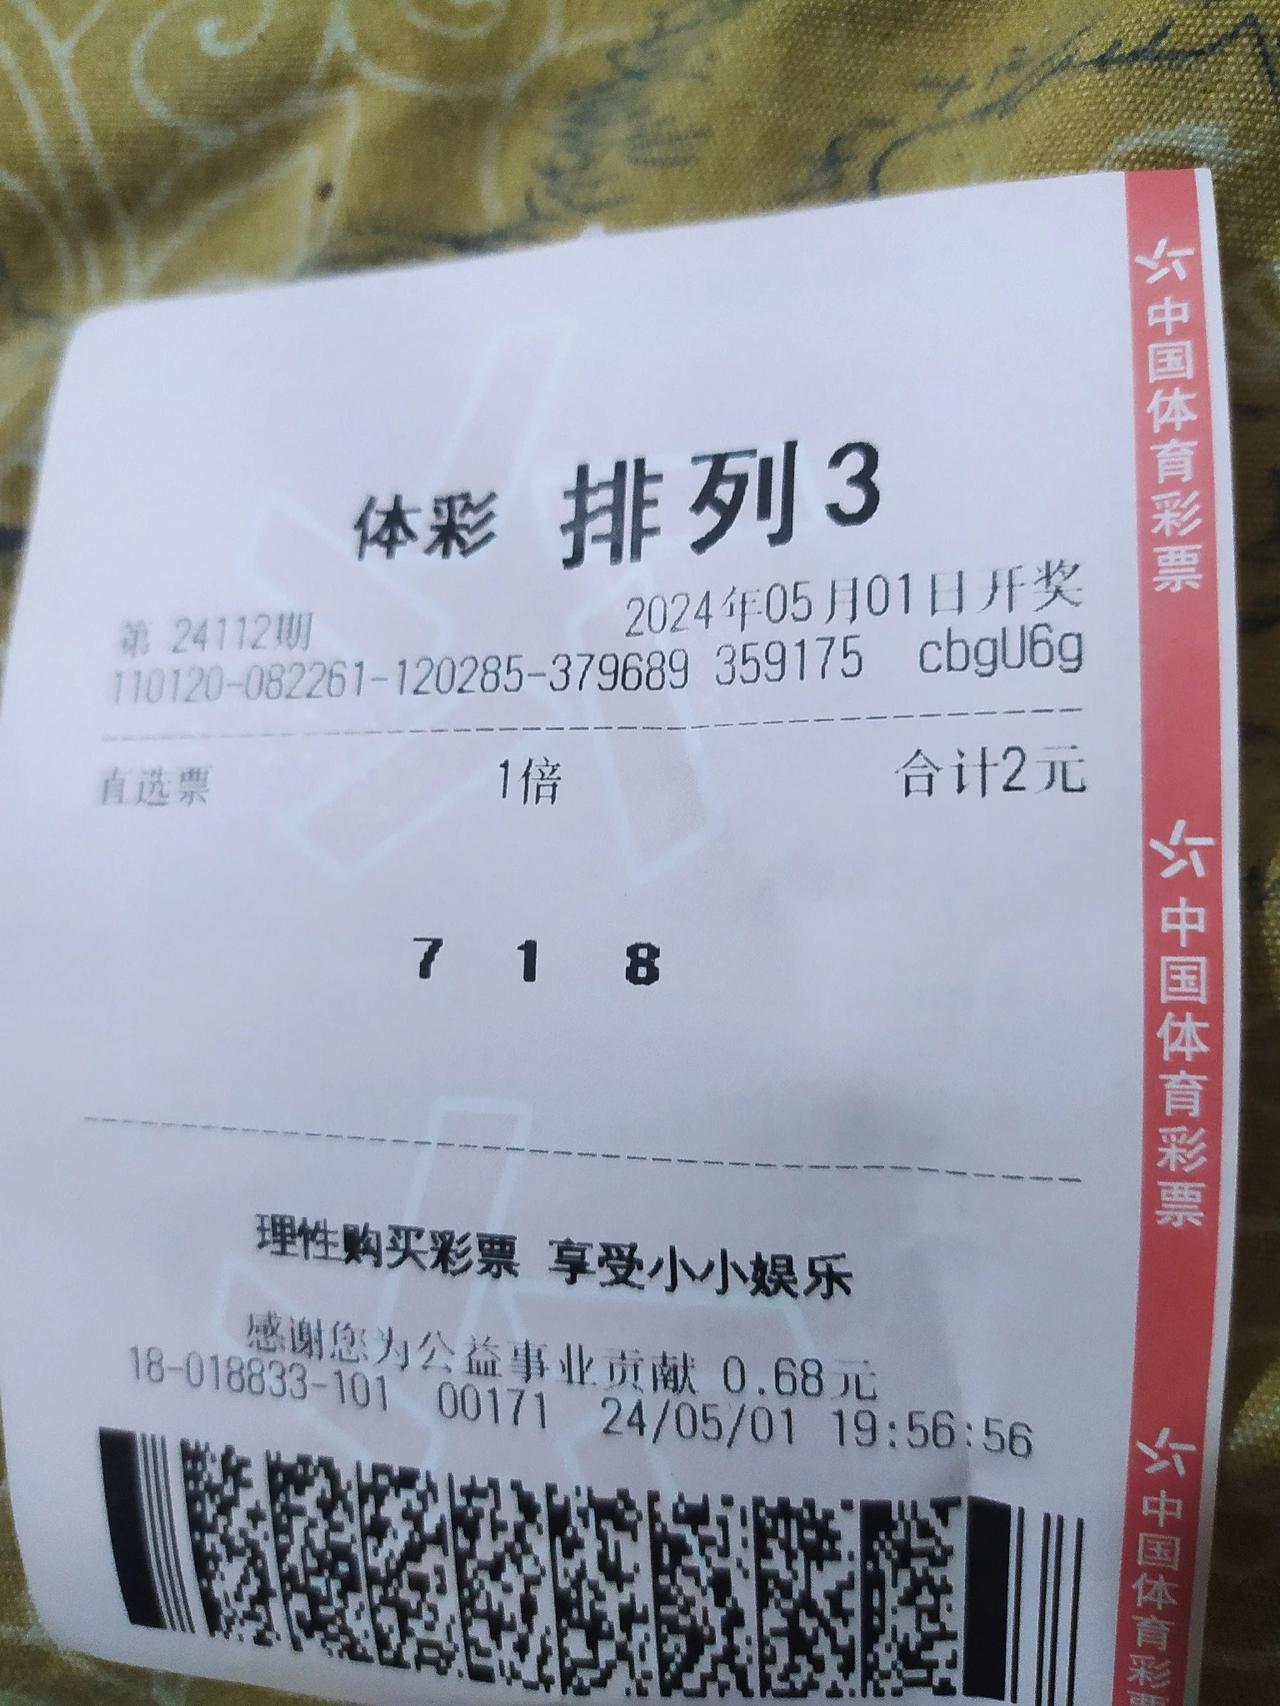 体彩 排列3
第 24112期 2024年05月01日开奖
110120-082261-120285-379689 359175 cbgU6g
直选票 1倍 合计2元
7 1 8
理性购买彩票 享受小小娱乐
感谢您为公益事业贡献 0.68元
18-018833-101 00171 24/05/01 19:56:56
中国体育彩票
中国体育彩票
中国体育彩票